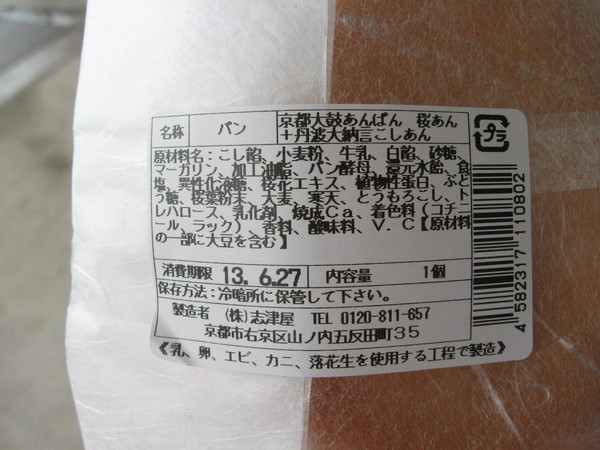 名称 パン 京都太鼓あんぱん 桜あん
＋丹波大納言こしあん
プラ
原材料名：こし餡、小麦粉、牛乳、白餡、砂糖、
マーガリン、加工油脂、パン酵母、還元水飴、食
塩、異性化液糖、桜花エキス、植物性蛋白、ぶど
う糖、桜葉粉末、大麦、寒天、とうもろこし、ト
レハロース、乳化剤、焼成Ｃａ、着色料（コチニ
ール、ラック）、香料、酸味料、Ｖ．Ｃ【原材料
の一部に大豆を含む】
消費期限 13. 6.27 内容量 1個
保存方法：冷暗所に保管して下さい。
製造者 （株）志津屋 TEL 0120-811-657
京都市右京区山ノ内五反田町３５
《乳、卵、エビ、カニ、落花生を使用する工程で製造》
4 582317 110802